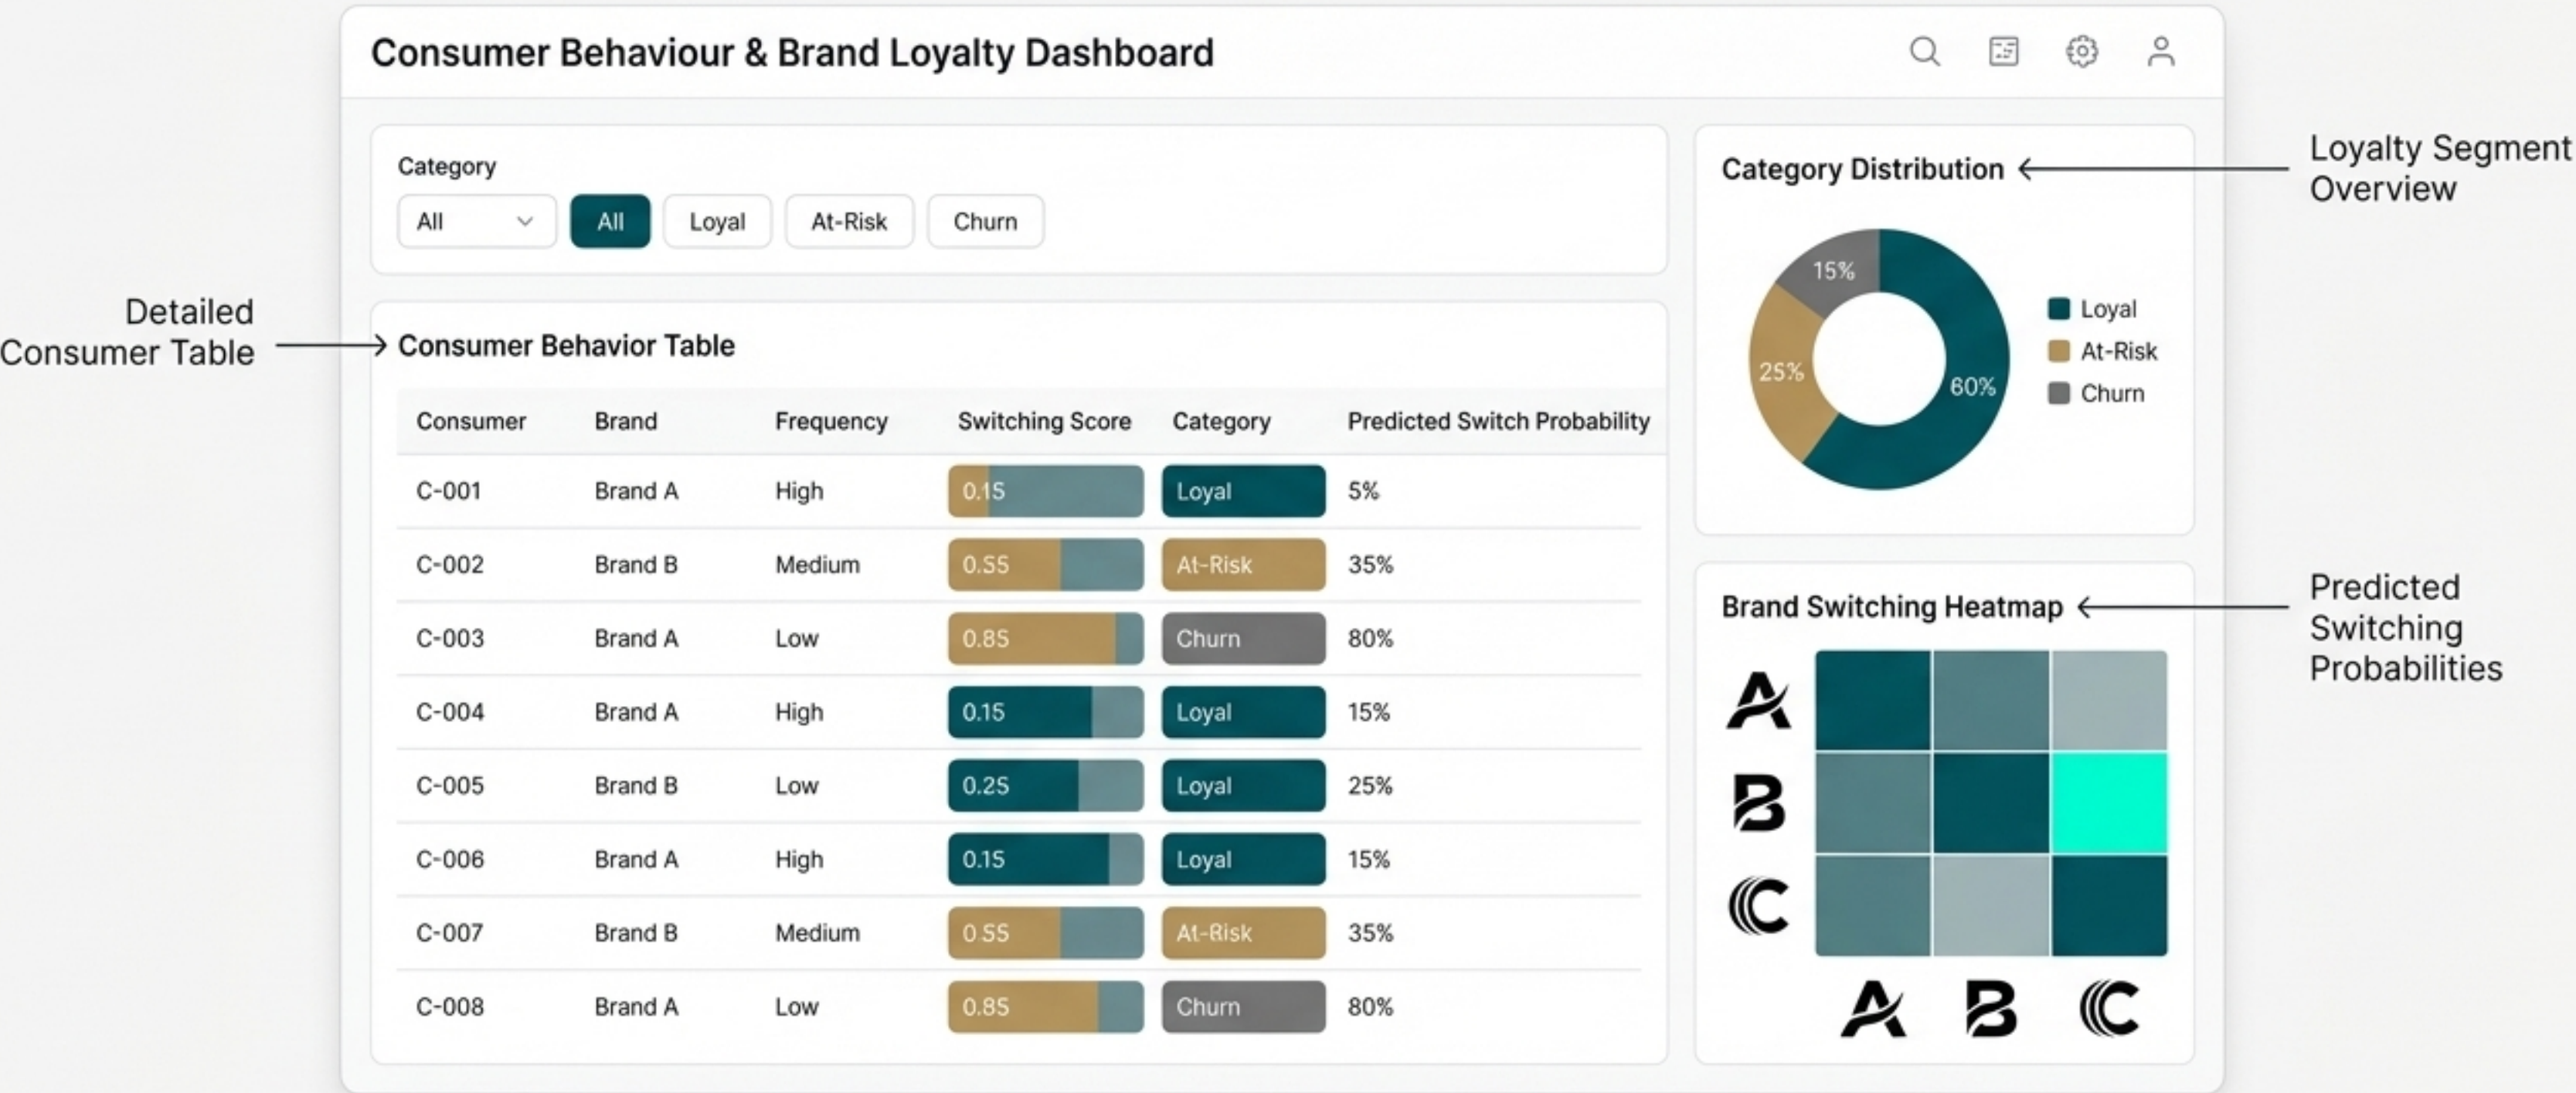 Consumer Behaviour & Brand Loyalty Dashboard
Category
All
All
Loyal
At-Risk
Churn
Detailed
Consumer Table
Consumer Behavior Table
Consumer Brand Frequency Switching Score Category Predicted Switch Probability
C-001 Brand A High 0.15 Loyal 5%
C-002 Brand B Medium 0.55 At-Risk 35%
C-003 Brand A Low 0.85 Churn 80%
C-004 Brand A High 0.15 Loyal 15%
C-005 Brand B Low 0.25 Loyal 25%
C-006 Brand A High 0.15 Loyal 15%
C-007 Brand B Medium 0.55 At-Risk 35%
C-008 Brand A Low 0.85 Churn 80%
Category Distribution
15%
25%
60%
Loyal
At-Risk
Churn
Loyalty Segment
Overview
Brand Switching Heatmap
A
B
C
A B C
Predicted
Switching
Probabilities